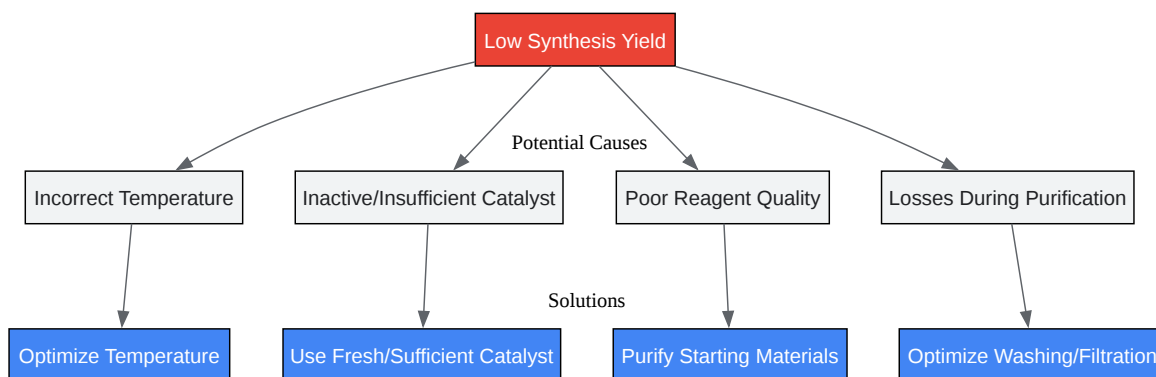 Low Synthesis Yield
Potential Causes
Incorrect Temperature
Inactive/Insufficient Catalyst
Poor Reagent Quality
Losses During Purification
Solutions
Optimize Temperature
Use Fresh/Sufficient Catalyst
Purify Starting Materials
Optimize Washing/Filtration